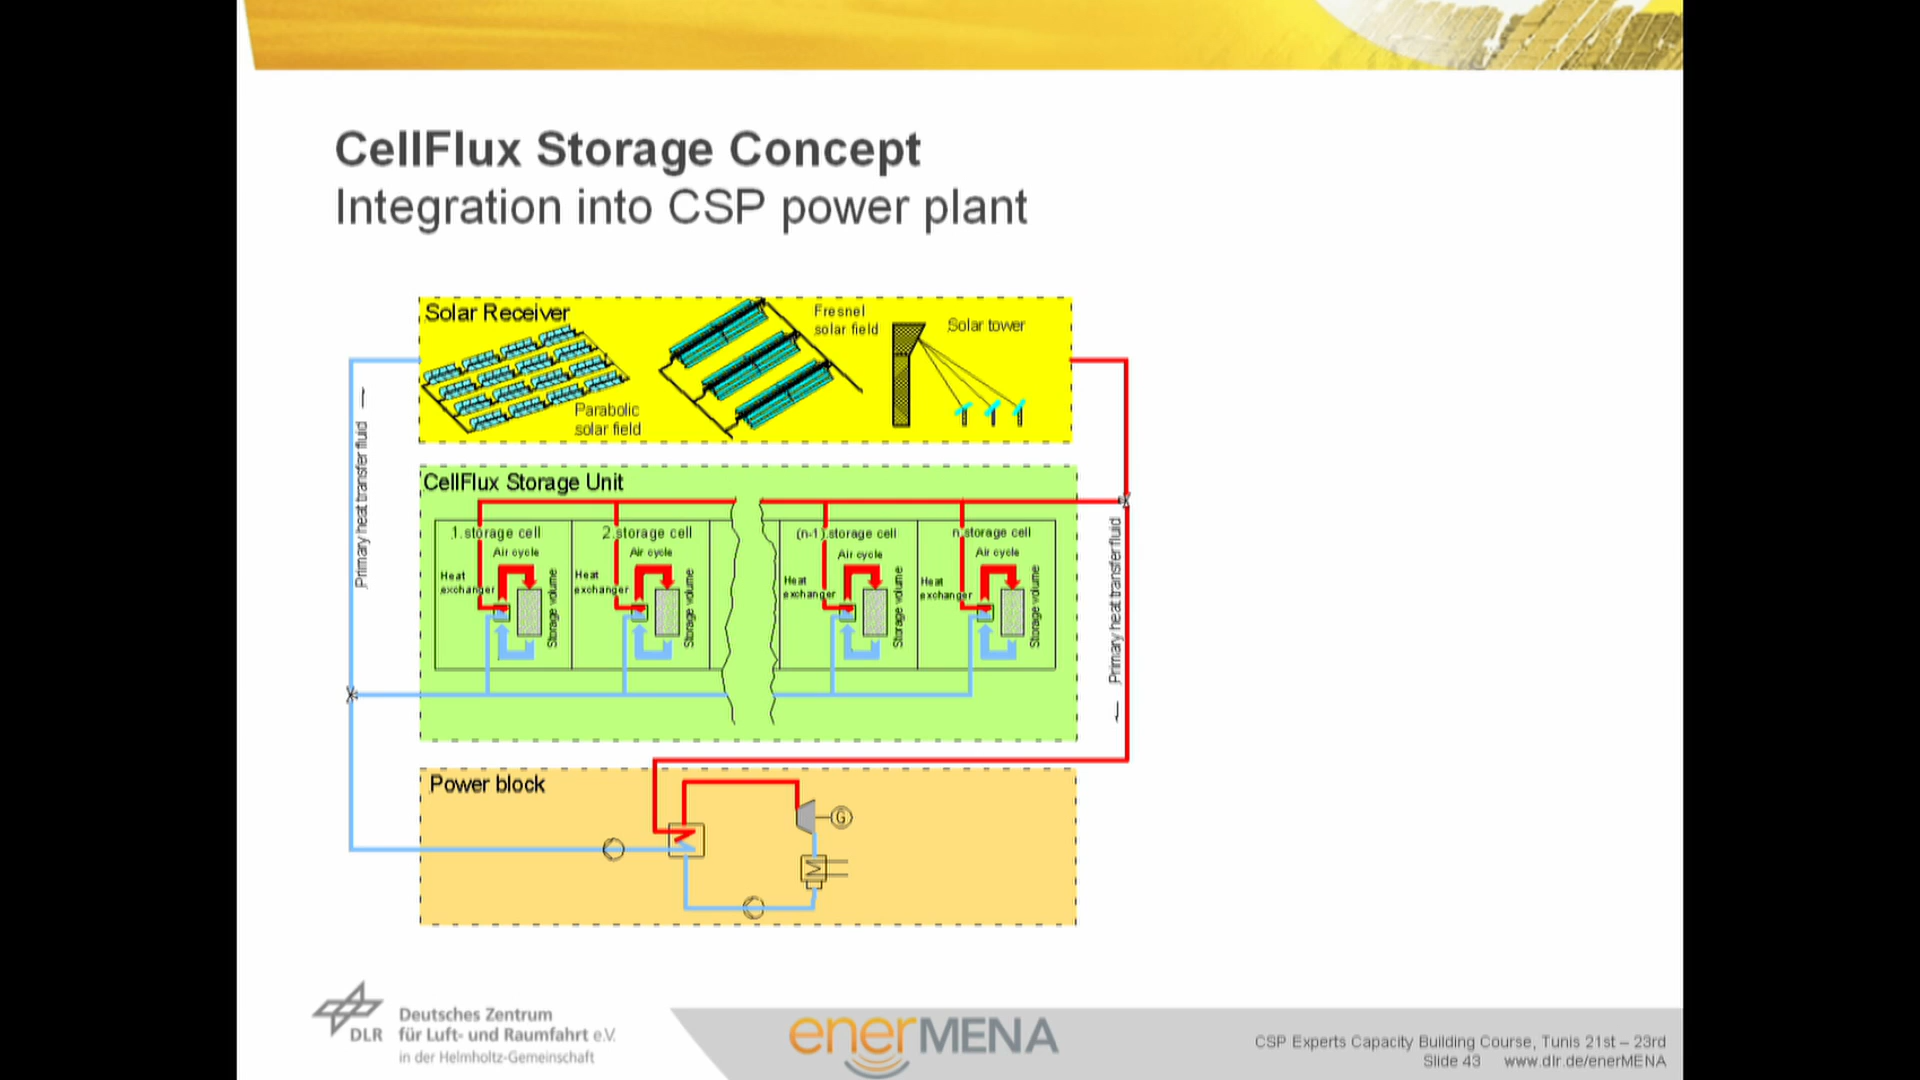 CellFlux Storage Concept
Integration into CSP power plant
Solar Receiver
Parabolic
solar field
Fresnel
solar field
Solar tower
Primary heat transfer fluid
CellFlux Storage Unit
1.storage cell
Air cycle
Heat
exchanger
Storage volume
2.storage cell
Air cycle
Heat
exchanger
Storage volume
(n-1).storage cell
Air cycle
Heat
exchanger
Storage volume
n.storage cell
Air cycle
Heat
exchanger
Storage volume
Primary heat transfer fluid
Power block
G
DLR
Deutsches Zentrum
für Luft- und Raumfahrt e.V.
in der Helmholtz-Gemeinschaft
enerMENA
CSP Experts Capacity Building Course, Tunis 21st – 23rd
Slide 43 www.dlr.de/enerMENA